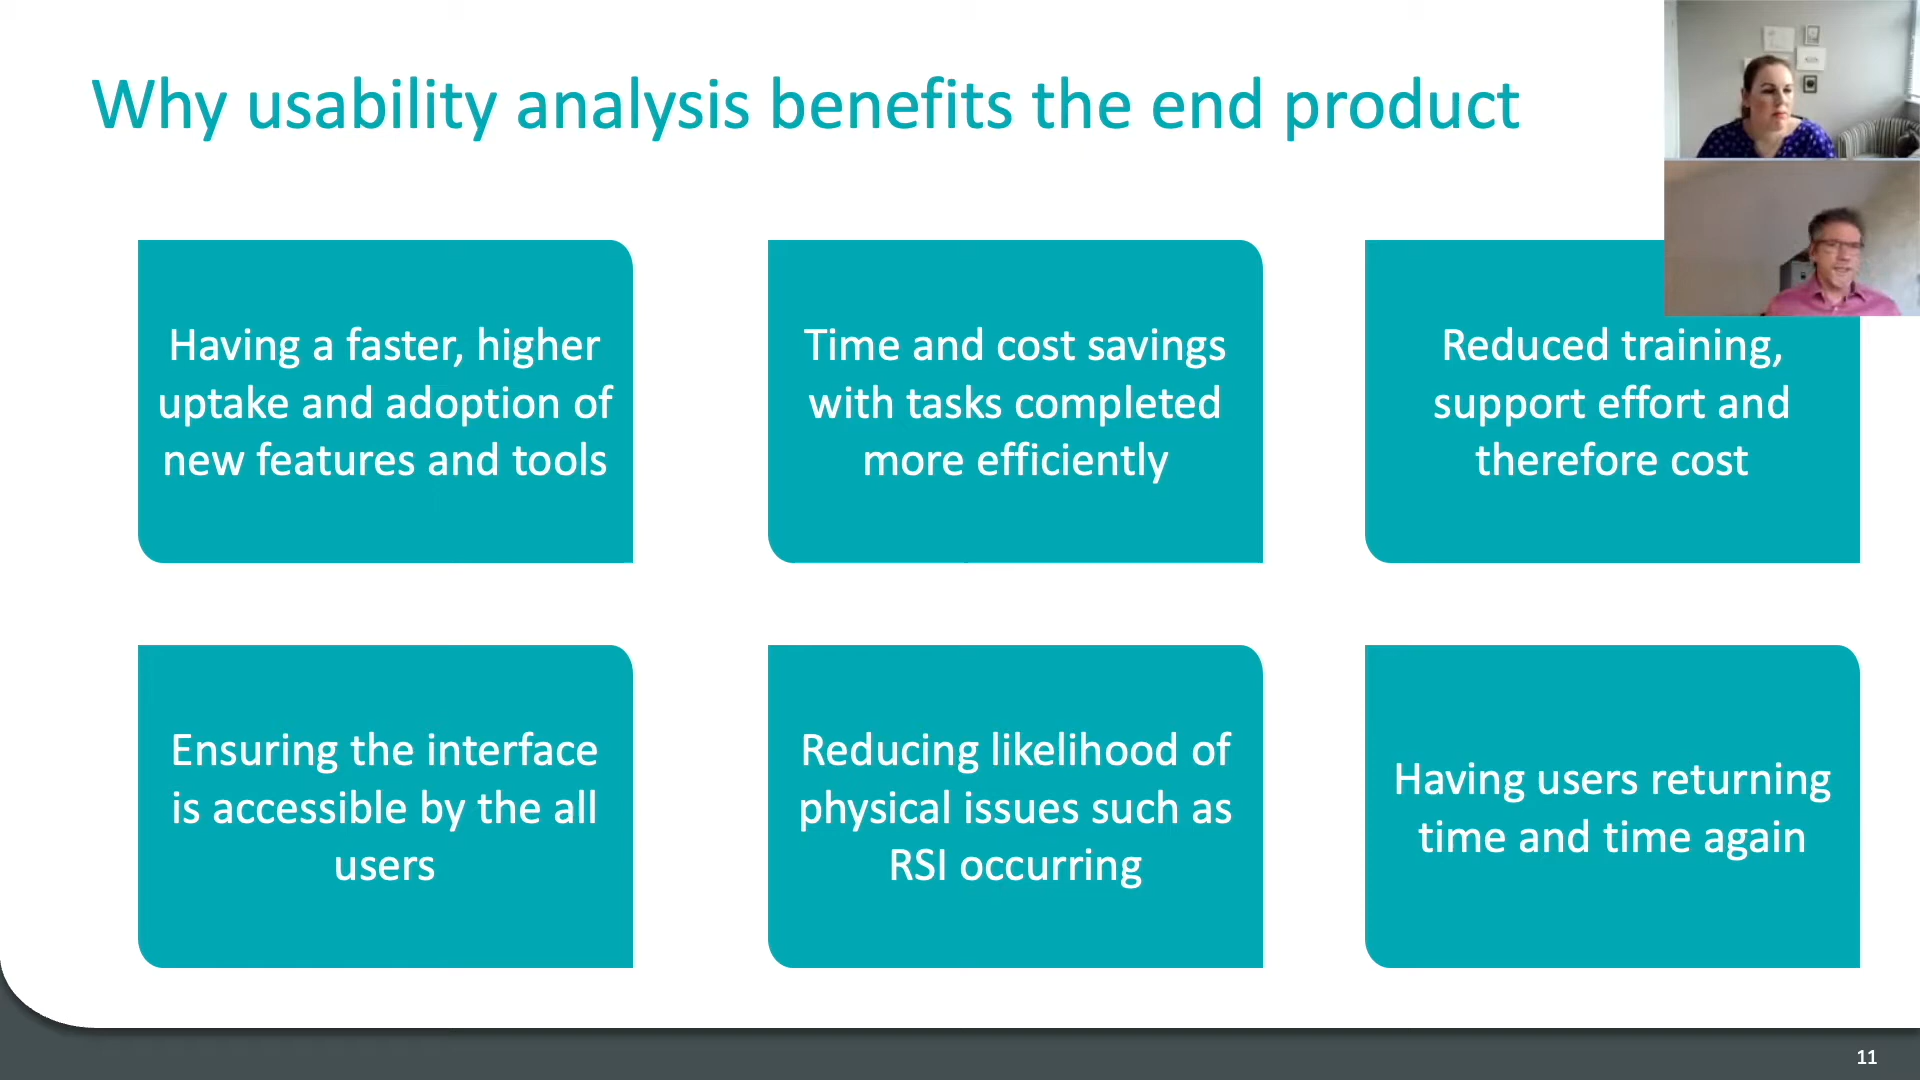 Why usability analysis benefits the end product
Having a faster, higher
uptake and adoption of
new features and tools
Time and cost savings
with tasks completed
more efficiently
Reduced training,
support effort and
therefore cost
Ensuring the interface
is accessible by the all
users
Reducing likelihood of
physical issues such as
RSI occurring
Having users returning
time and time again
11